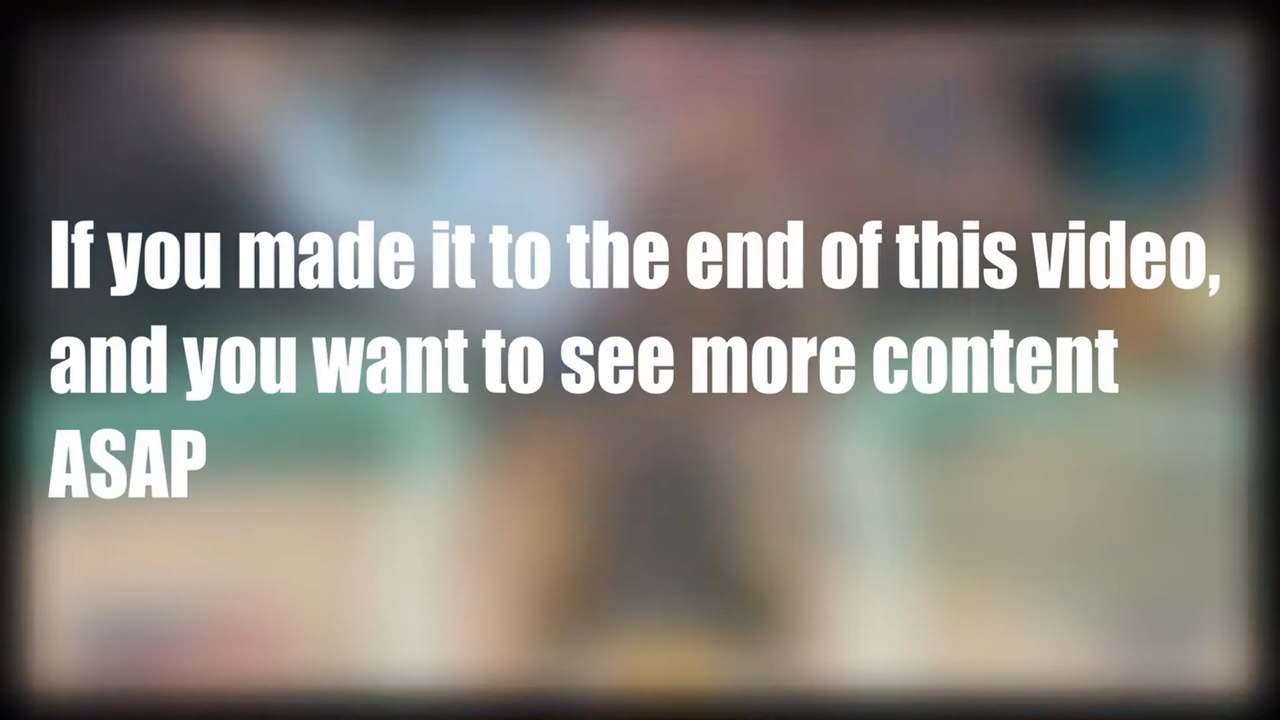 If you made it to the end of this video,
and you want to see more content
ASAP